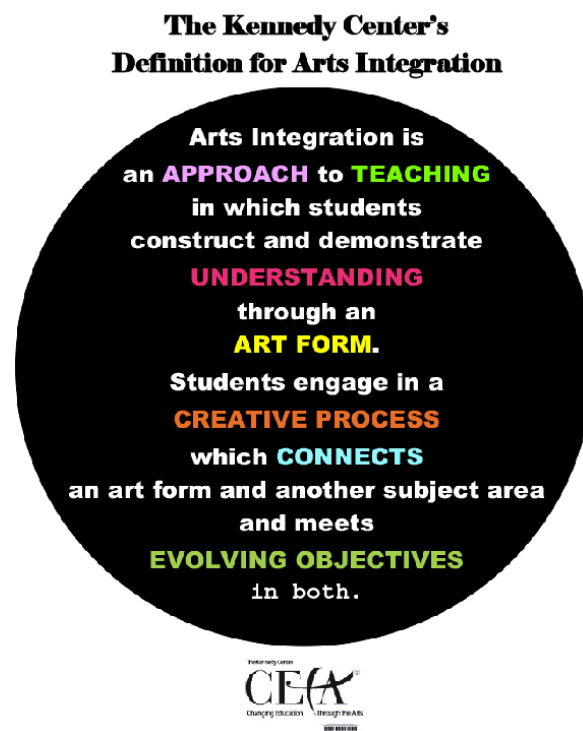 The Kennedy Center's
Definition for Arts Integration
Arts Integration is
an APPROACH to TEACHING
in which students
construct and demonstrate
UNDERSTANDING
through an
ART FORM.
Students engage in a
CREATIVE PROCESS
which CONNECTS
an art form and another subject area
and meets
EVOLVING OBJECTIVES
in both.
The Kennedy Center
CETA
Changing Education Through the Arts